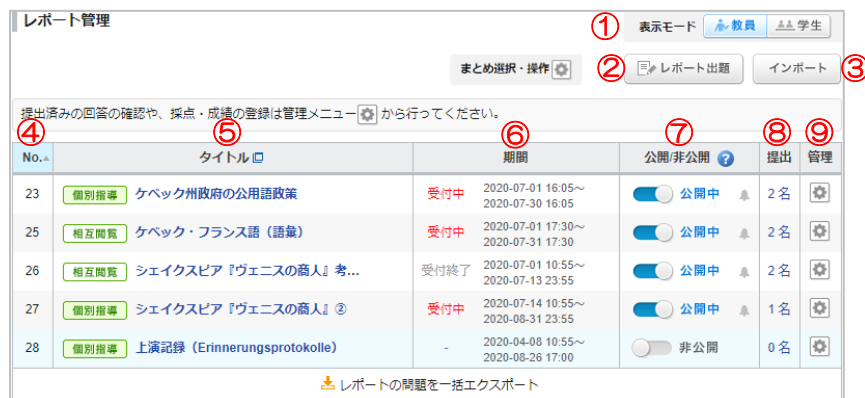 レポート管理
① 表示モード 教員 学生
まとめ選択・操作 ② レポート出題 インポート ③
提出済みの回答の確認や、採点・成績の登録は管理メニュー から行ってください。
④ ⑤ ⑥ ⑦ ⑧ ⑨
No. タイトル 期間 公開/非公開 ? 提出 管理
23 個別指導 ケベック州政府の公用語政策 受付中 2020-07-01 16:05～ 公開中 2 名
2020-07-30 16:05
25 相互閲覧 ケベック・フランス語（語彙） 受付中 2020-07-01 17:30～ 公開中 2 名
2020-07-31 17:30
26 相互閲覧 シェイクスピア『ヴェニスの商人』考... 受付終了 2020-07-01 10:55～ 公開中 2 名
2020-07-13 23:55
27 個別指導 シェイクスピア『ヴェニスの商人』② 受付中 2020-07-14 10:55～ 公開中 1 名
2020-08-31 23:55
28 個別指導 上演記録（Erinnerungsprotokolle） - 2020-04-08 10:55～ 非公開 0 名
2020-08-26 17:00
レポートの問題を一括エクスポート